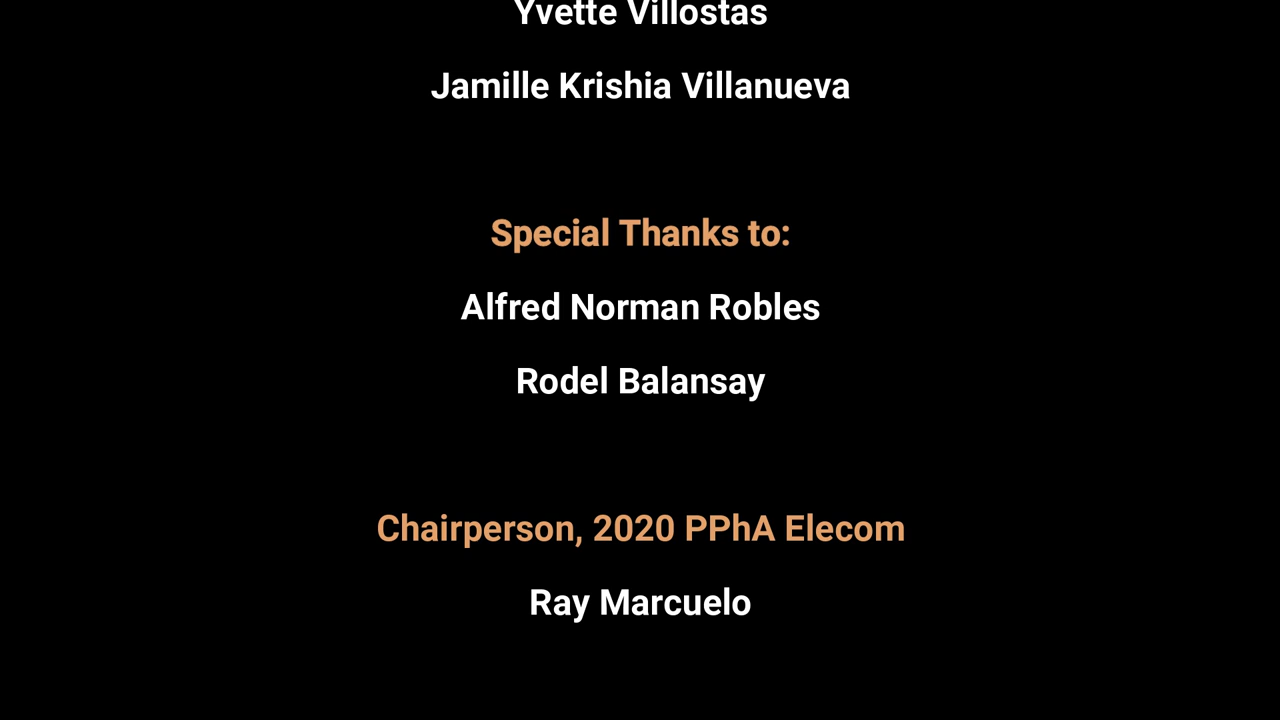 Yvette Villostas
Jamille Krishia Villanueva
Special Thanks to:
Alfred Norman Robles
Rodel Balansay
Chairperson, 2020 PPhA Elecom
Ray Marcuelo